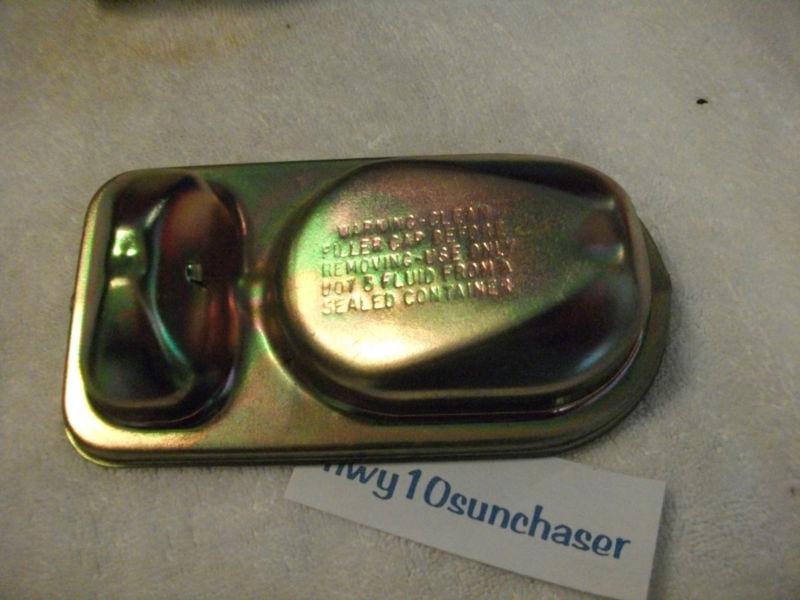 WARNING-CLEAN
FILLER CAP BEFORE
REMOVING-USE ONLY
DOT 3 FLUID FROM A
SEALED CONTAINER
hwy10sunchaser